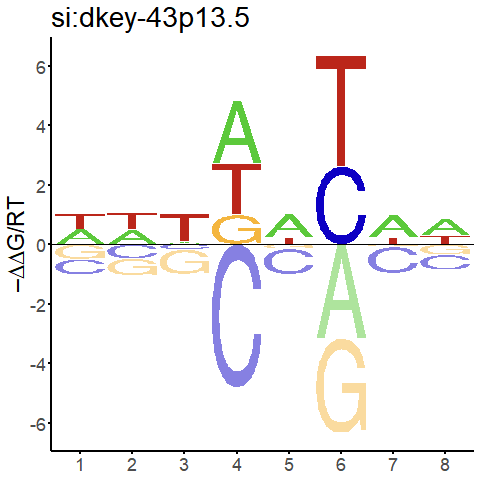 si:dkey-43p13.5
−ΔΔG/RT
6
4
2
0
-2
-4
-6
T A G C
T A C G
T G
A T G C
A T C
T C A G
A T C
A T G C
1 2 3 4 5 6 7 8